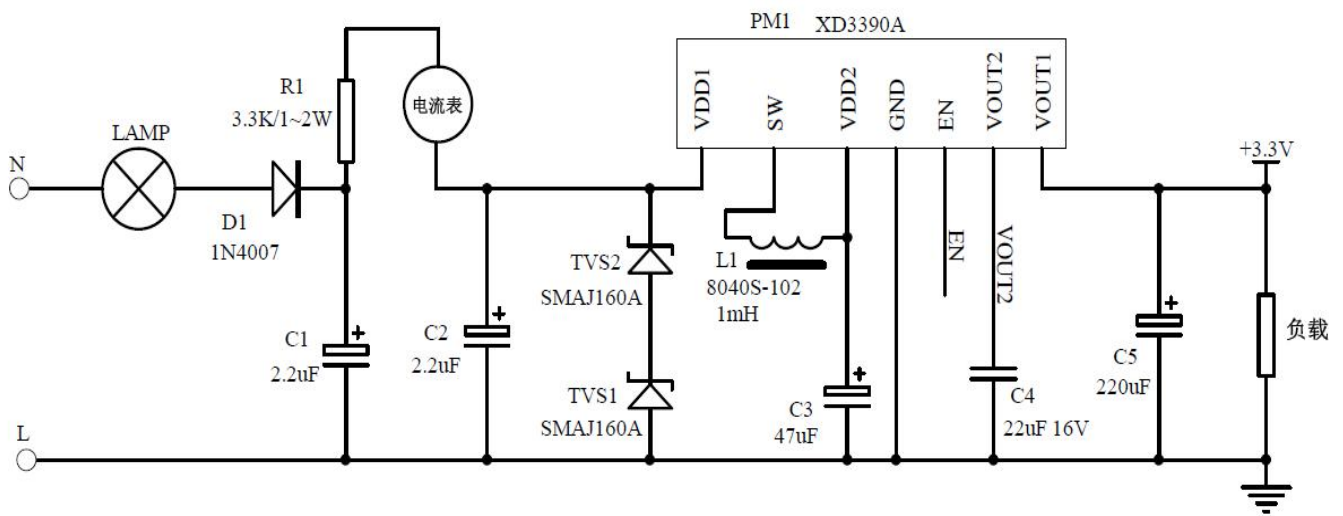 PM1 XD3390A
VDD1
SW
VDD2
GND
EN
VOUT2
VOUT1
R1
3.3K/1~2W
电流表
LAMP
N
+3.3V
D1
1N4007
TVS2
SMAJ160A
L1
8040S-102
1mH
EN
VOUT2
C1
2.2uF
C2
2.2uF
负载
C5
220uF
TVS1
SMAJ160A
C3
47uF
C4
22uF 16V
L
+
+
+
+